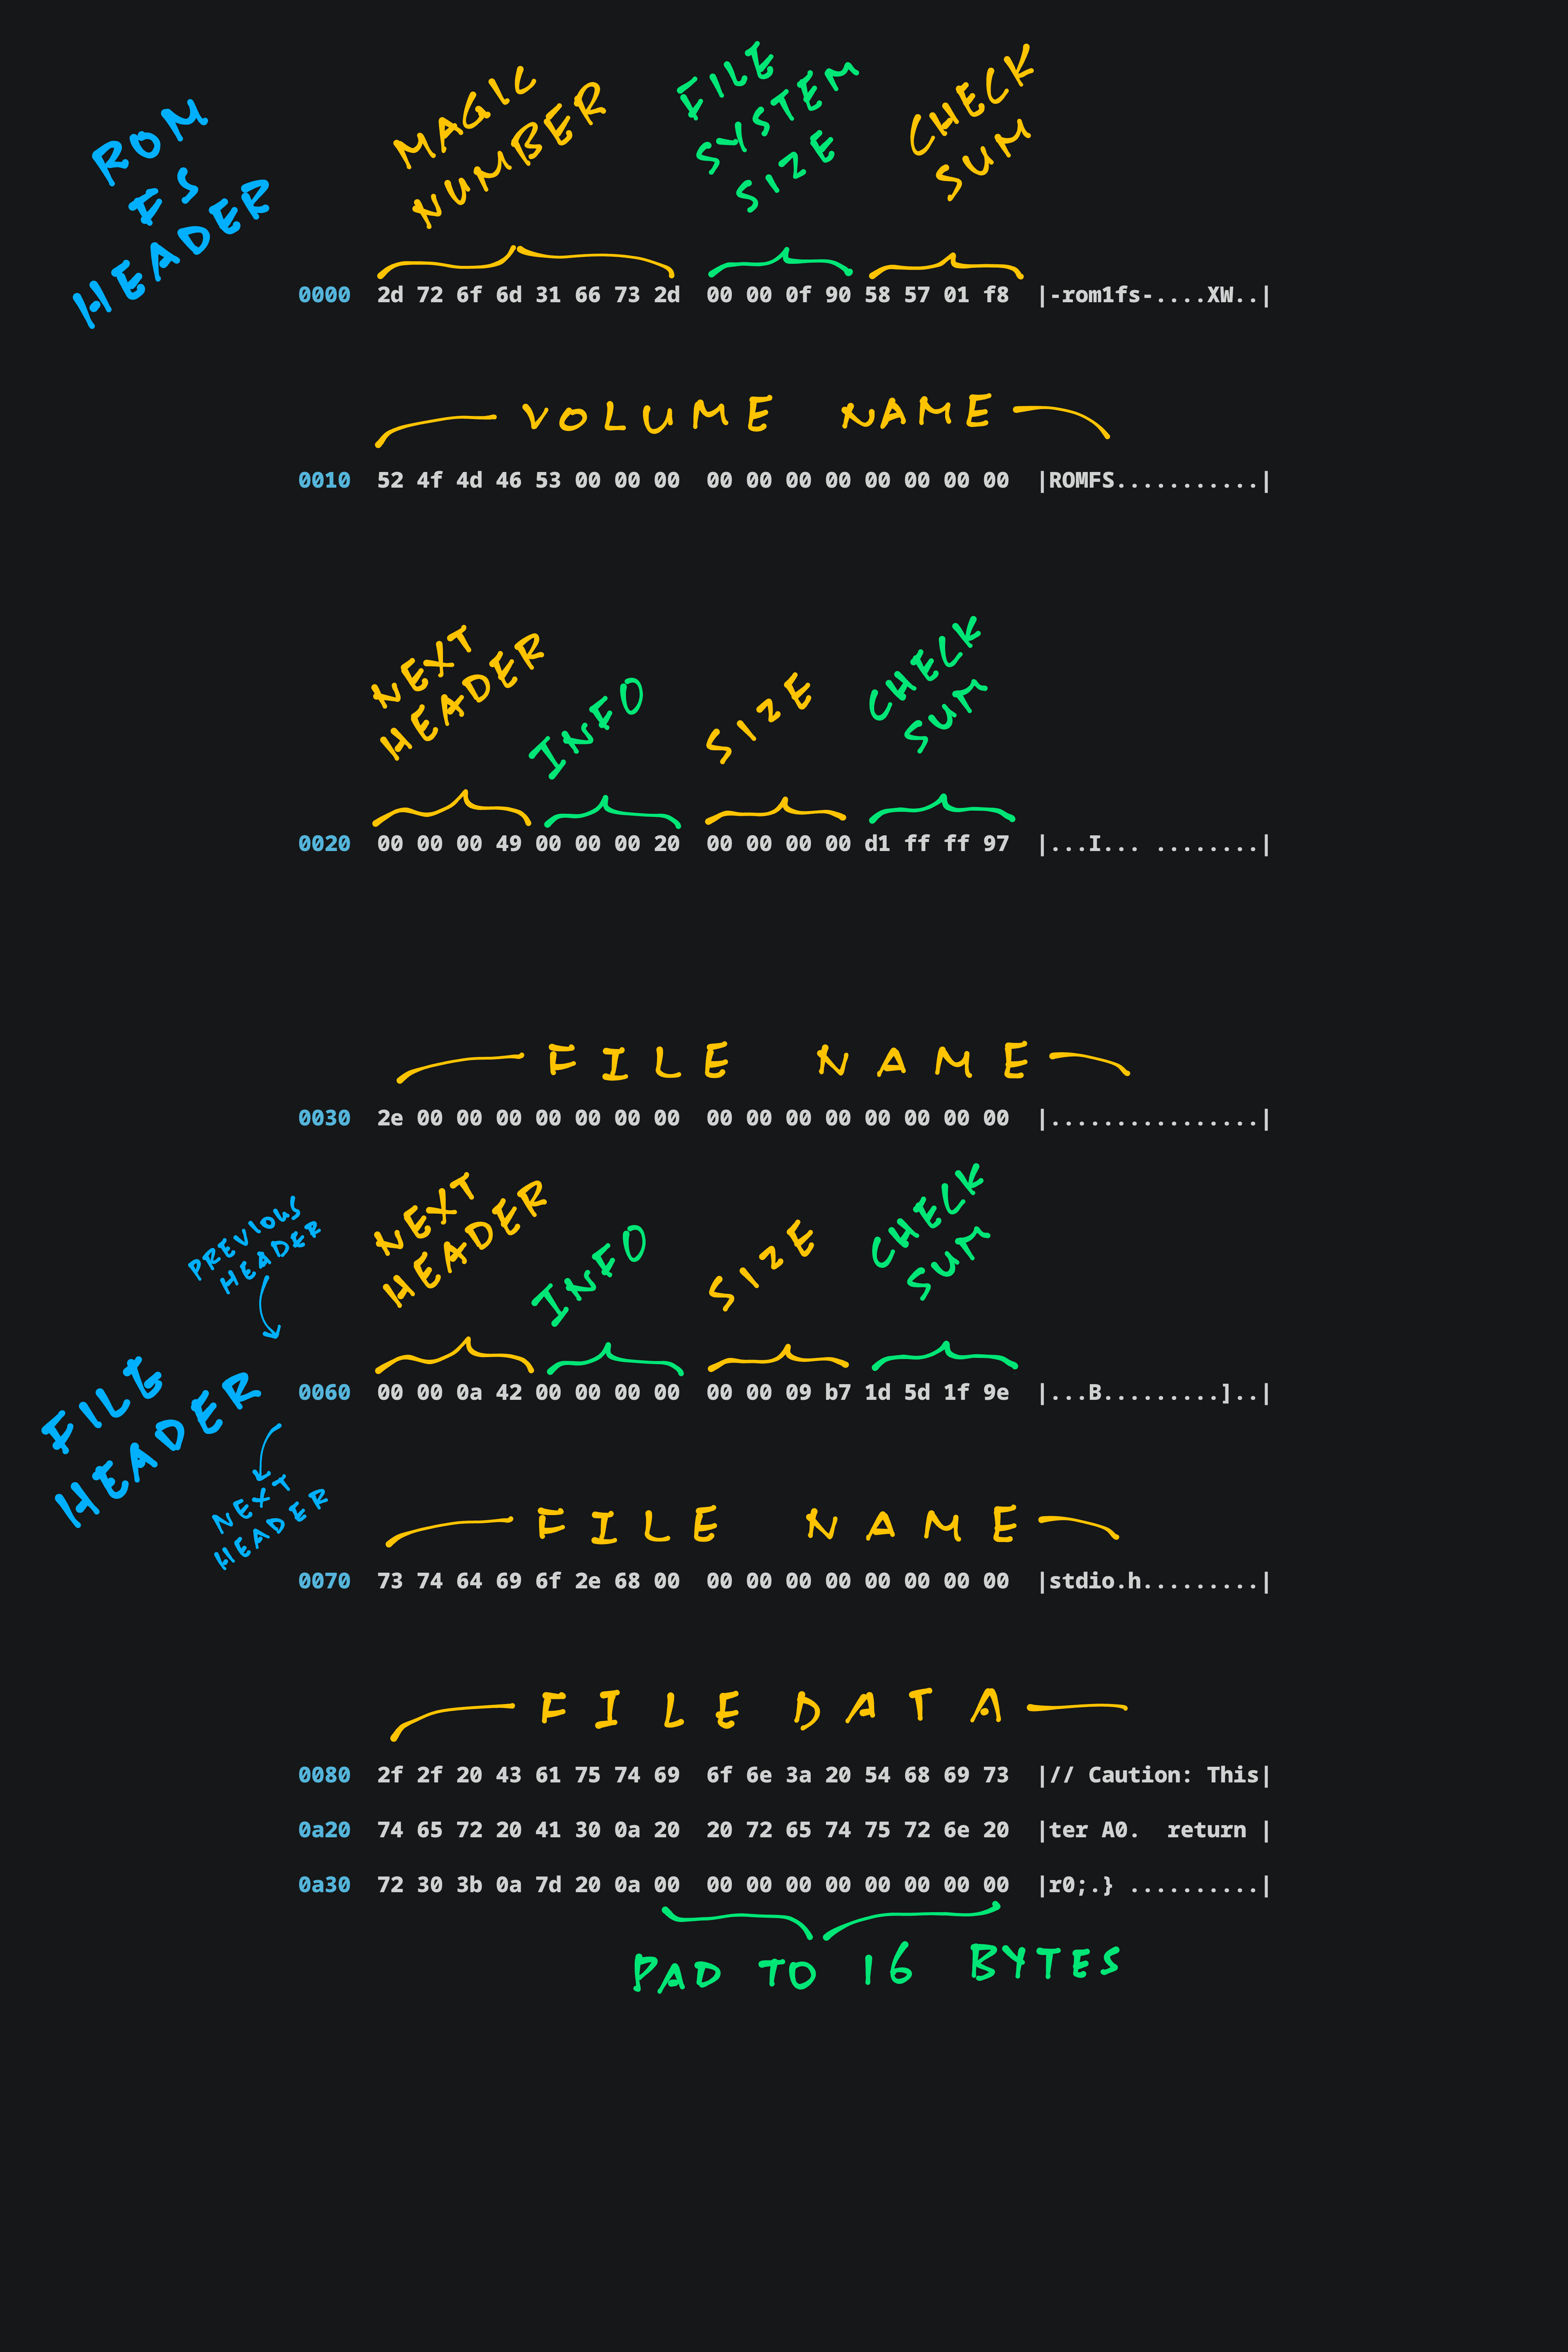 ROM
FS
HEADER
MAGIC
NUMBER
FILE
SYSTEM
SIZE
CHECK
SUM
0000 2d 72 6f 6d 31 66 73 2d 00 00 0f 90 58 57 01 f8 |-rom1fs-....XW..|
VOLUME NAME
0010 52 4f 4d 46 53 00 00 00 00 00 00 00 00 00 00 00 |ROMFS...........|
NEXT
HEADER
INFO
SIZE
CHECK
SUM
0020 00 00 00 49 00 00 00 20 00 00 00 00 d1 ff ff 97 |...I... ........|
FILE NAME
0030 2e 00 00 00 00 00 00 00 00 00 00 00 00 00 00 00 |................|
PREVIOUS
HEADER
NEXT
HEADER
INFO
SIZE
CHECK
SUM
FILE
HEADER
0060 00 00 0a 42 00 00 00 00 00 00 09 b7 1d 5d 1f 9e |...B.........]..|
NEXT
HEADER
FILE NAME
0070 73 74 64 69 6f 2e 68 00 00 00 00 00 00 00 00 00 |stdio.h.........|
FILE DATA
0080 2f 2f 20 43 61 75 74 69 6f 6e 3a 20 54 68 69 73 |// Caution: This|
0a20 74 65 72 20 41 30 0a 20 20 72 65 74 75 72 6e 20 |ter A0.  return |
0a30 72 30 3b 0a 7d 20 0a 00 00 00 00 00 00 00 00 00 |r0;.} ..........|
PAD TO 16 BYTES